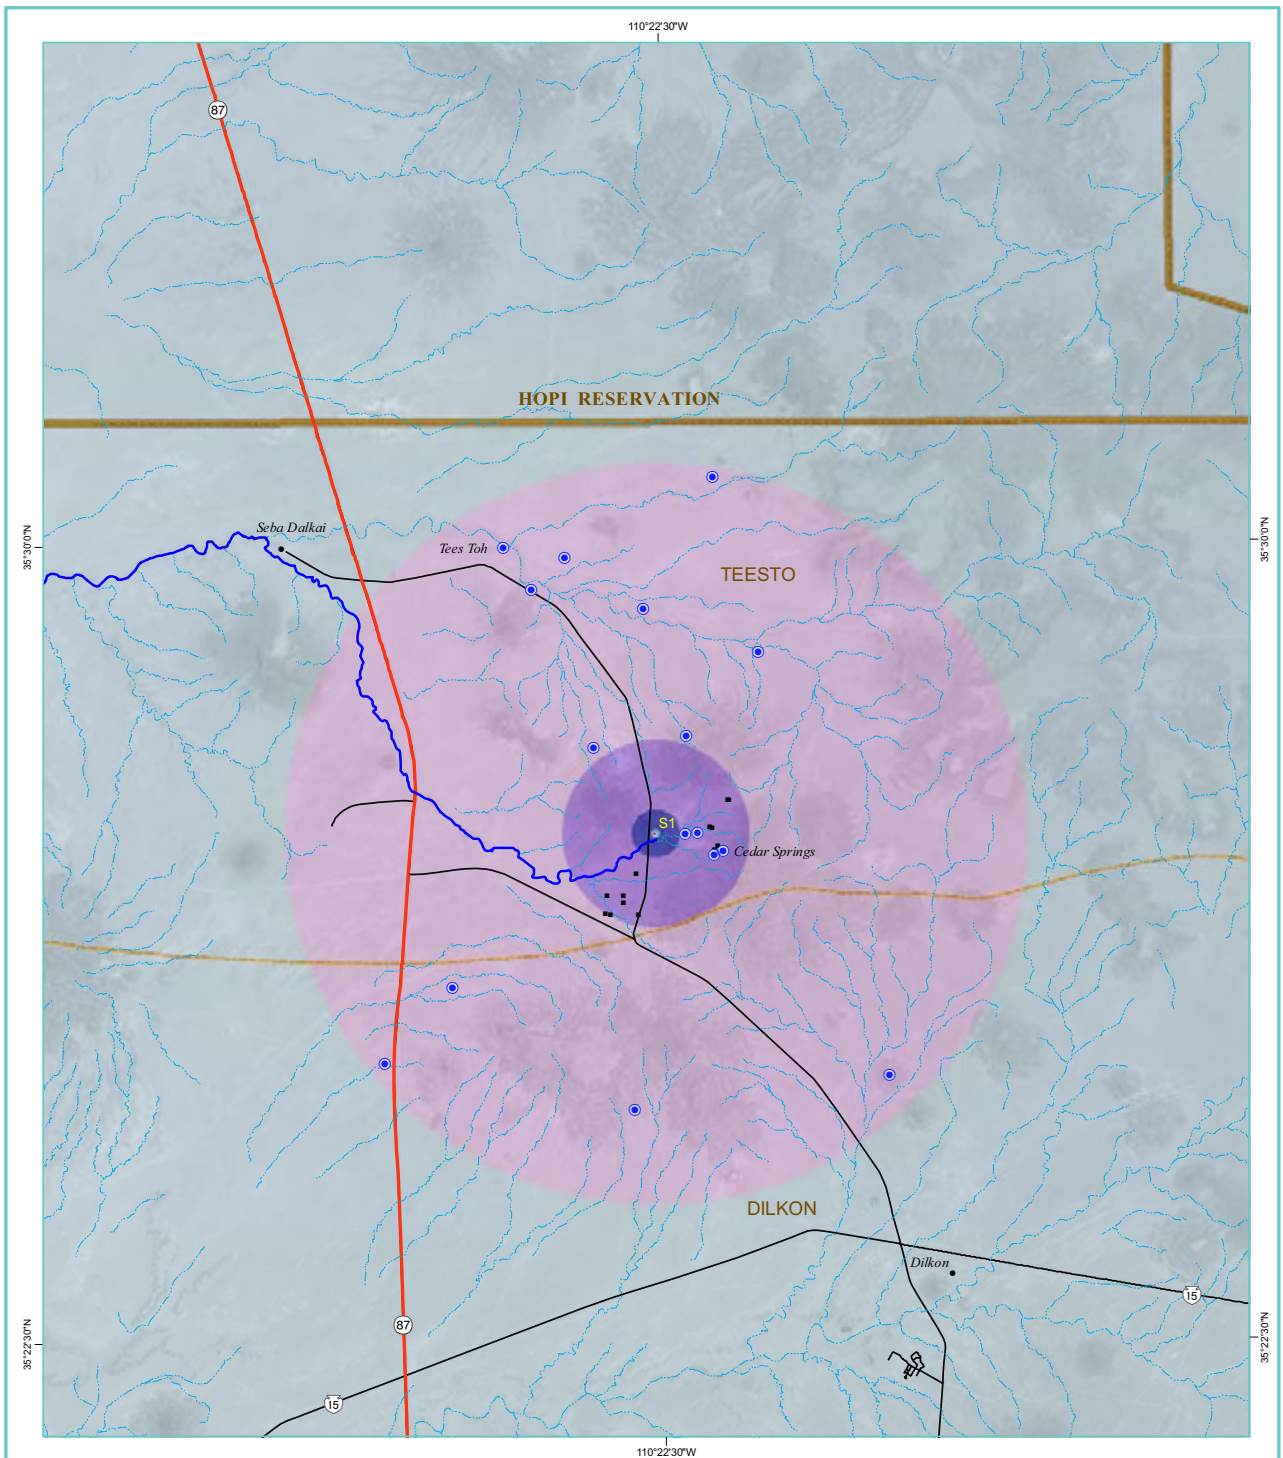 110°22'30"W
87
HOPI RESERVATION
Seba Dalkai
Tees Toh
35°30'0"N
35°30'0"N
TEESTO
S1
Cedar Springs
DILKON
Dilkon
15
87
35°22'30"N
35°22'30"N
15
110°22'30"W